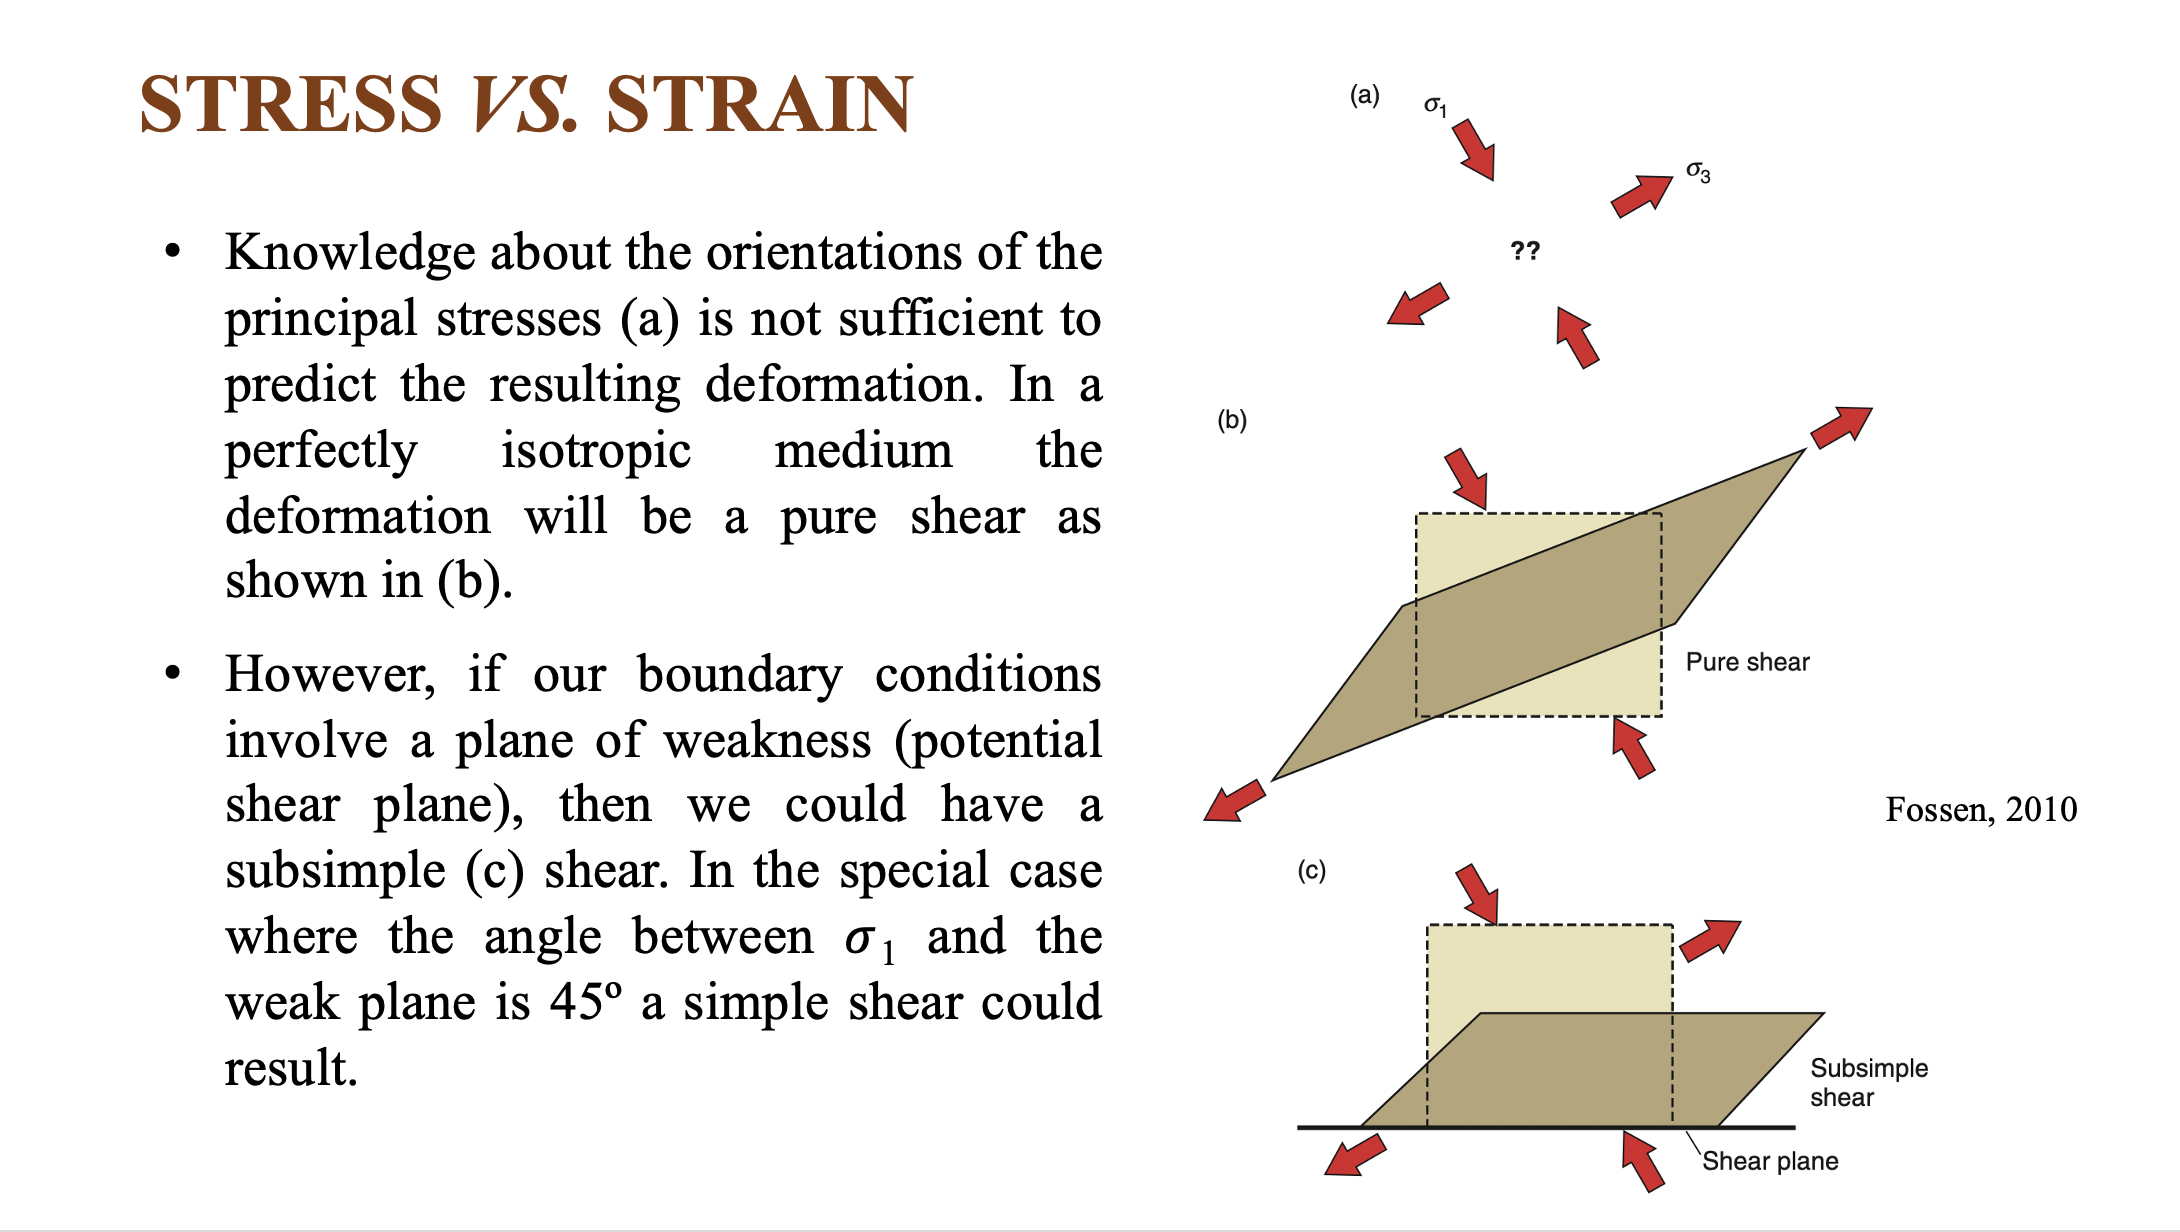 STRESS VS. STRAIN
• Knowledge about the orientations of the
principal stresses (a) is not sufficient to
predict the resulting deformation. In a
perfectly isotropic medium the
deformation will be a pure shear as
shown in (b).
• However, if our boundary conditions
involve a plane of weakness (potential
shear plane), then we could have a
subsimple (c) shear. In the special case
where the angle between σ₁ and the
weak plane is 45º a simple shear could
result.
(a)
σ₁
σ₃
??
(b)
Pure shear
Fossen, 2010
(c)
Subsimple
shear
Shear plane